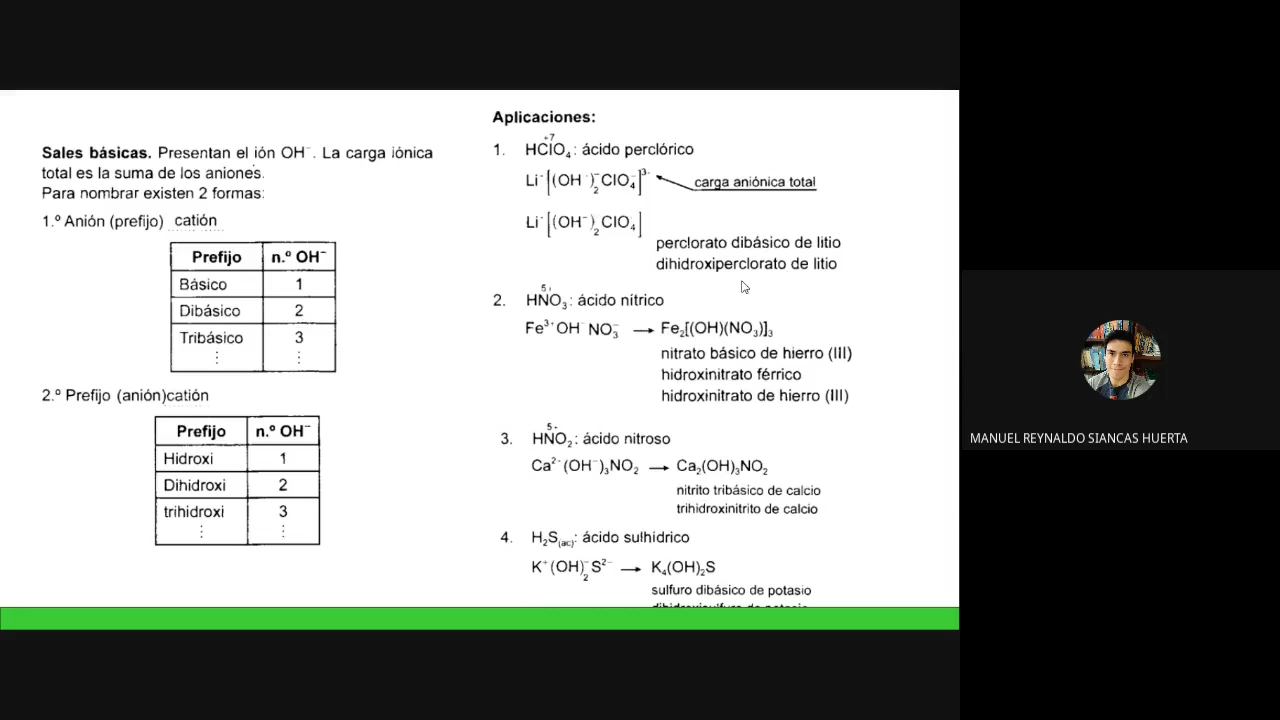 Sales básicas. Presentan el ión OH⁻. La carga iónica
total es la suma de los aniones.
Para nombrar existen 2 formas:
1.º Anión (prefijo) catión
Prefijo n.º OH⁻
Básico 1
Dibásico 2
Tribásico 3
⋮ ⋮
2.º Prefijo (anión)catión
Prefijo n.º OH⁻
Hidroxi 1
Dihidroxi 2
trihidroxi 3
⋮ ⋮
Aplicaciones:
+7
1. HClO₄: ácido perclórico
Li⁻[(OH⁻)₂⁻ClO₄⁻]³⁻ carga aniónica total
Li⁻[(OH⁻)₂ClO₄⁻]
perclorato dibásico de litio
dihidroxiperclorato de litio
5+
2. HNO₃: ácido nítrico
Fe³⁺OH⁻ NO₃⁻ → Fe₂[(OH)(NO₃)]₃
nitrato básico de hierro (III)
hidroxinitrato férrico
hidroxinitrato de hierro (III)
5+
3. HNO₂: ácido nitroso
Ca²⁻(OH⁻)₃NO₂ → Ca₂(OH)₃NO₂
nitrito tribásico de calcio
trihidroxinitrito de calcio
4. H₂S(ac): ácido sulhídrico
K⁺(OH)₂⁻S²⁻ → K₄(OH)₂S
sulfuro dibásico de potasio
MANUEL REYNALDO SIANCAS HUERTA